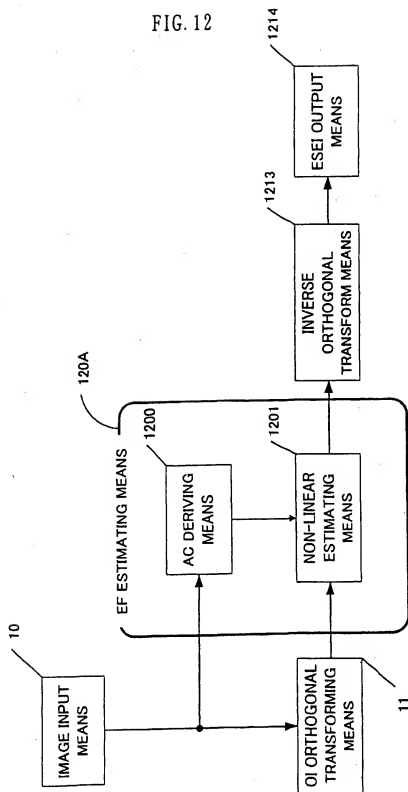 FIG. 12
10
IMAGE INPUT
MEANS
120A
EF ESTIMATING MEANS
1200
AC DERIVING
MEANS
1201
NON-LINEAR
ESTIMATING
MEANS
OI ORTHOGONAL
TRANSFORMING
MEANS
11
1213
INVERSE
ORTHOGONAL
TRANSFORM MEANS
1214
ESEI OUTPUT
MEANS